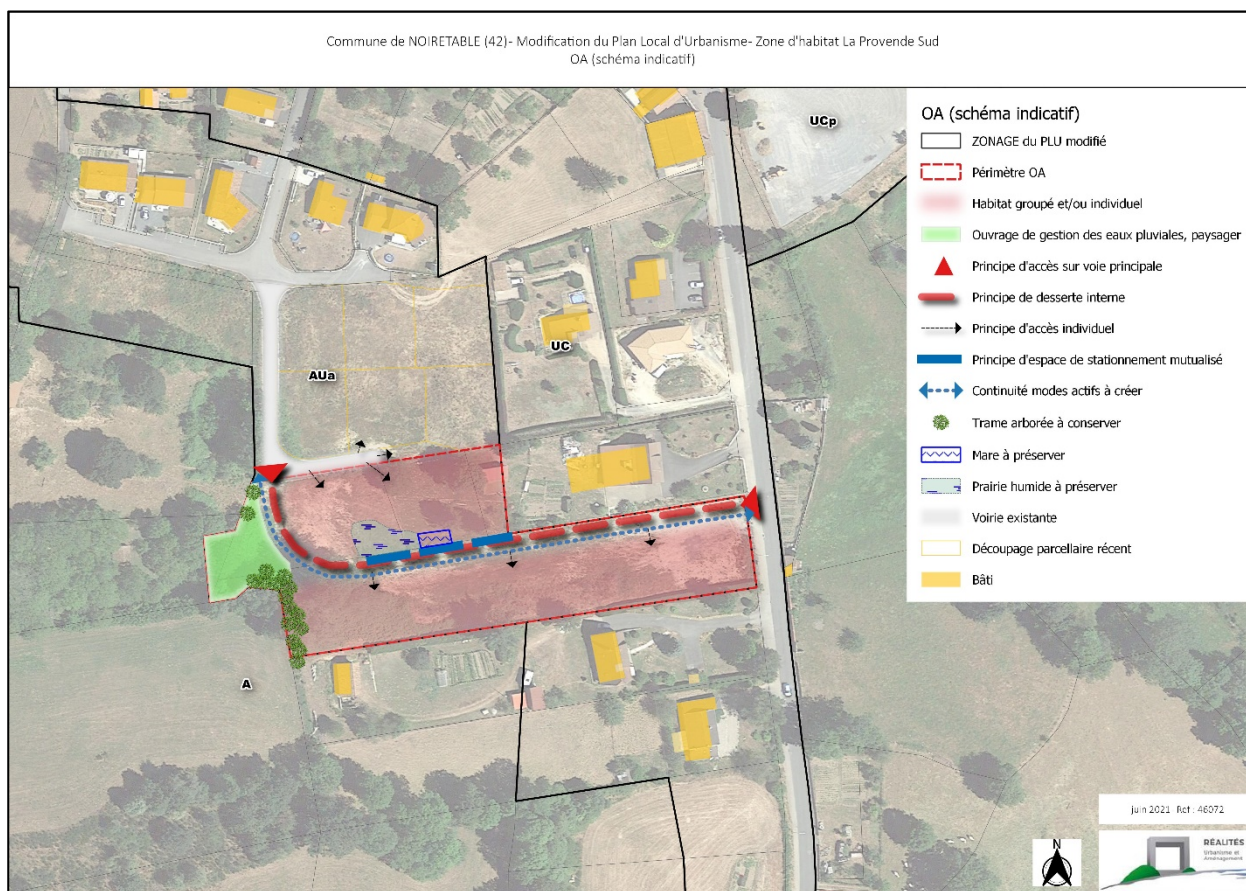 Commune de NOIRETABLE (42)- Modification du Plan Local d'Urbanisme- Zone d'habitat La Provende Sud
OA (schéma indicatif)
UCp
UC
AUa
A
OA (schéma indicatif)
ZONAGE du PLU modifié
Périmètre OA
Habitat groupé et/ou individuel
Ouvrage de gestion des eaux pluviales, paysager
Principe d'accès sur voie principale
Principe de desserte interne
Principe d'accès individuel
Principe d'espace de stationnement mutualisé
Continuité modes actifs à créer
Trame arborée à conserver
Mare à préserver
Prairie humide à préserver
Voirie existante
Découpage parcellaire récent
Bâti
juin 2021 Ref : 46072
N
RÉALITÉS
Urbanisme et
Aménagement